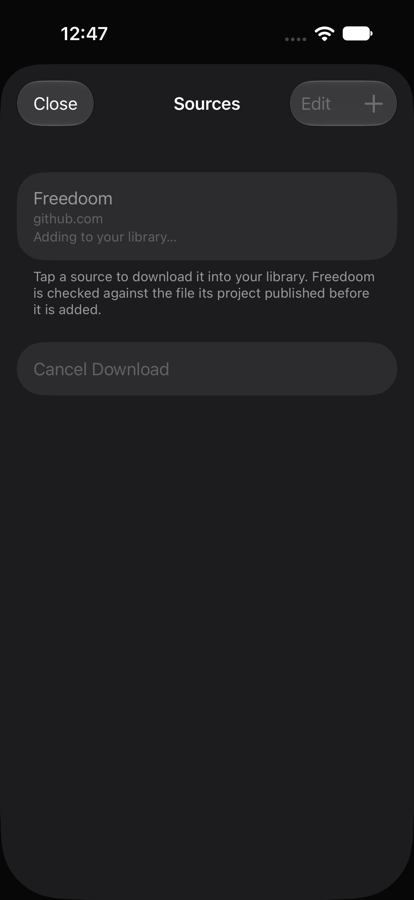 12:47
Close
Sources
Edit
Freedoom
github.com
Adding to your library...
Tap a source to download it into your library. Freedoom
is checked against the file its project published before
it is added.
Cancel Download